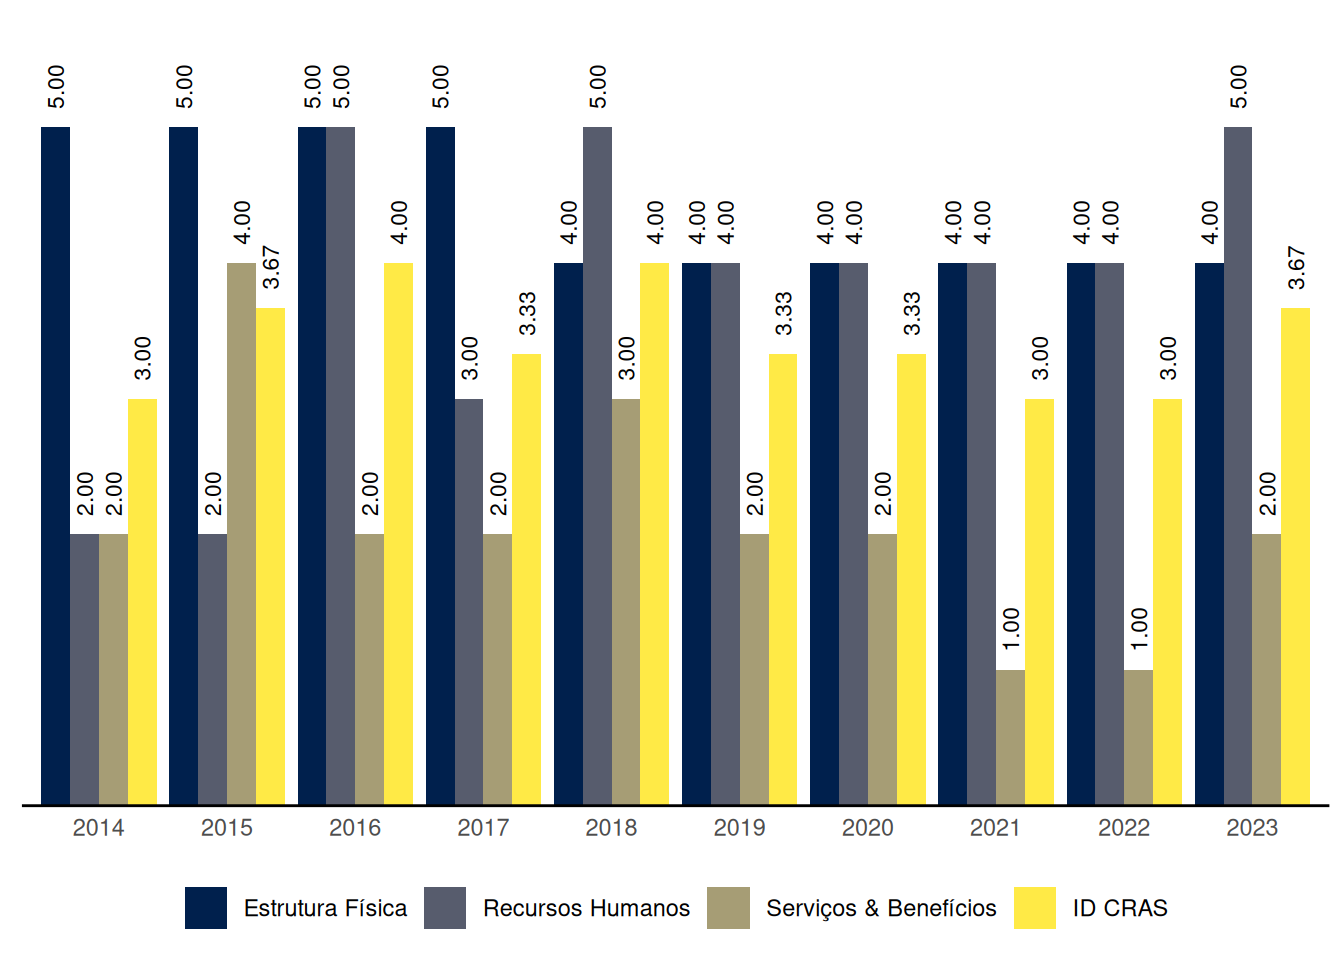 5.00 2.00 2.00 3.00
5.00 2.00 4.00 3.67
5.00 5.00 2.00 4.00
5.00 3.00 2.00 3.33
4.00 5.00 3.00 4.00
4.00 4.00 2.00 3.33
4.00 4.00 2.00 3.33
4.00 4.00 1.00 3.00
4.00 4.00 1.00 3.00
4.00 5.00 2.00 3.67
2014 2015 2016 2017 2018 2019 2020 2021 2022 2023
Estrutura Física Recursos Humanos Serviços & Benefícios ID CRAS